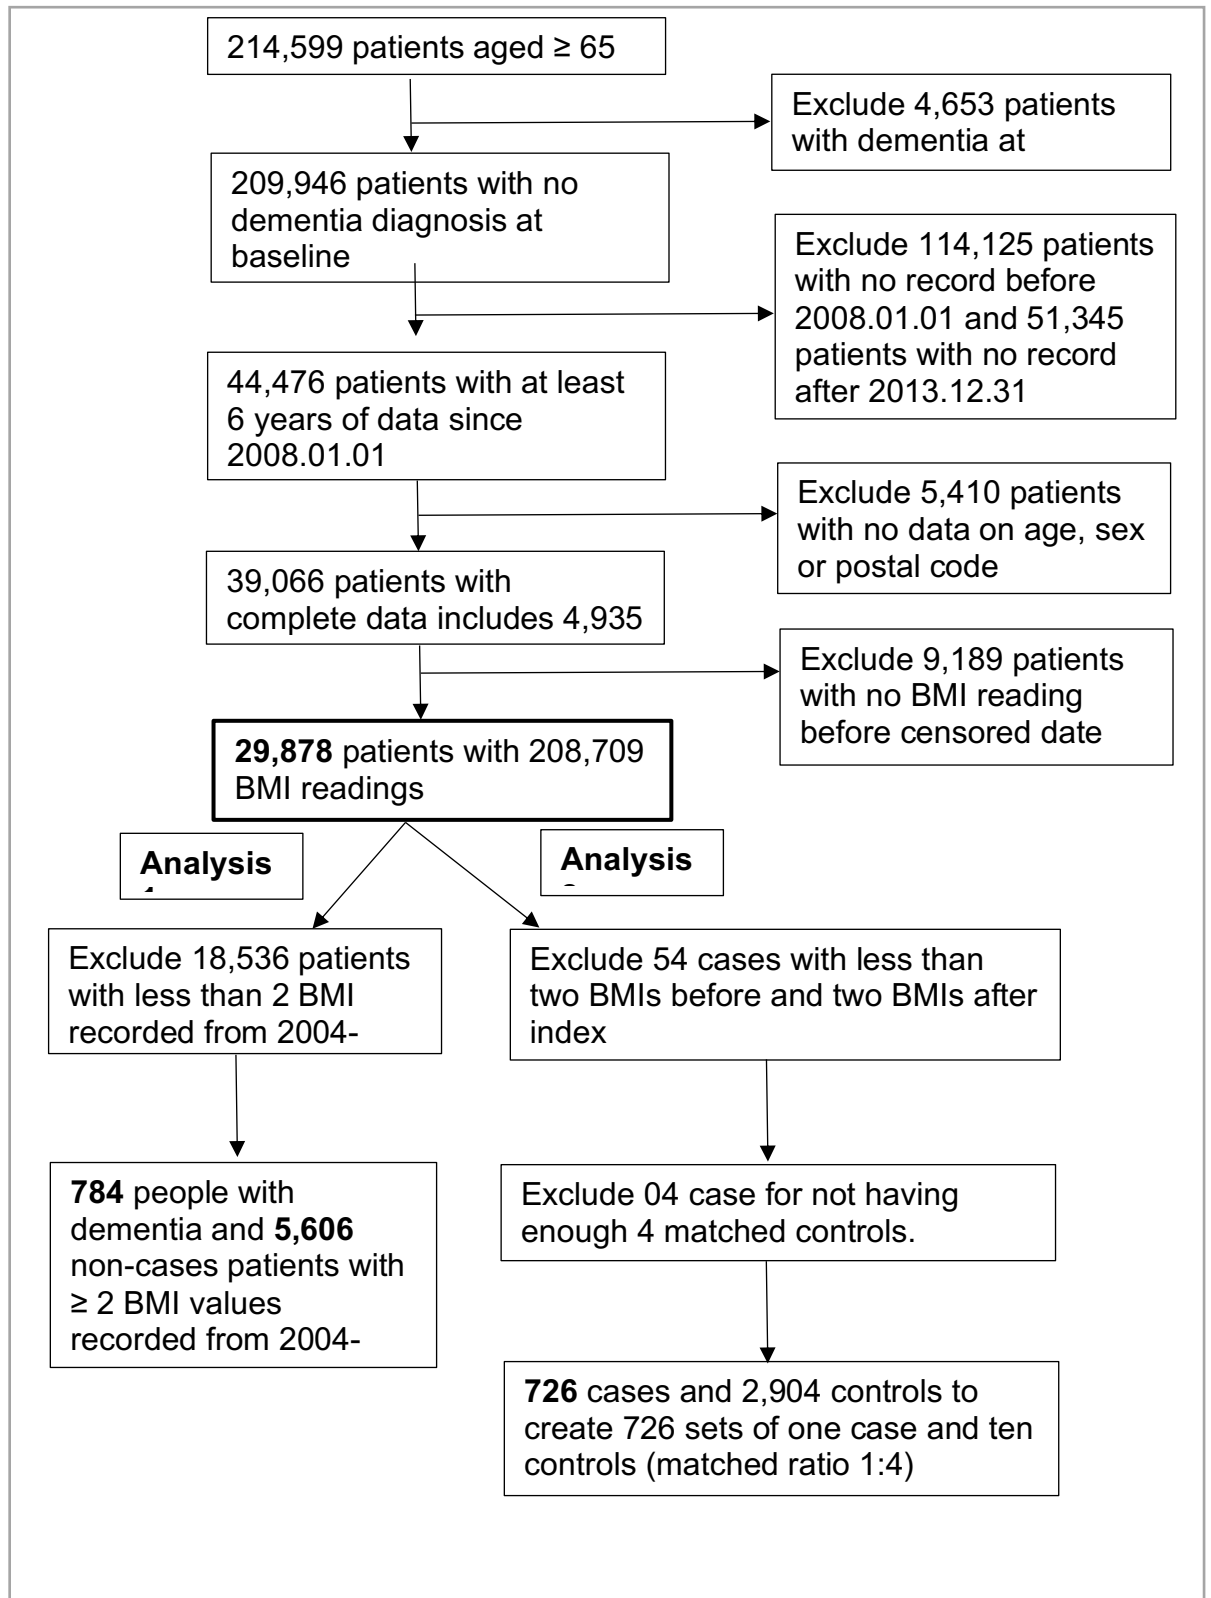 214,599 patients aged ≥ 65
Exclude 4,653 patients
with dementia at
209,946 patients with no
dementia diagnosis at
baseline
Exclude 114,125 patients
with no record before
2008.01.01 and 51,345
patients with no record
after 2013.12.31
44,476 patients with at least
6 years of data since
2008.01.01
Exclude 5,410 patients
with no data on age, sex
or postal code
39,066 patients with
complete data includes 4,935
Exclude 9,189 patients
with no BMI reading
before censored date
29,878 patients with 208,709
BMI readings
Analysis
Analysis
Exclude 18,536 patients
with less than 2 BMI
recorded from 2004-
Exclude 54 cases with less than
two BMIs before and two BMIs after
index
784 people with
dementia and 5,606
non-cases patients with
≥ 2 BMI values
recorded from 2004-
Exclude 04 case for not having
enough 4 matched controls.
726 cases and 2,904 controls to
create 726 sets of one case and ten
controls (matched ratio 1:4)